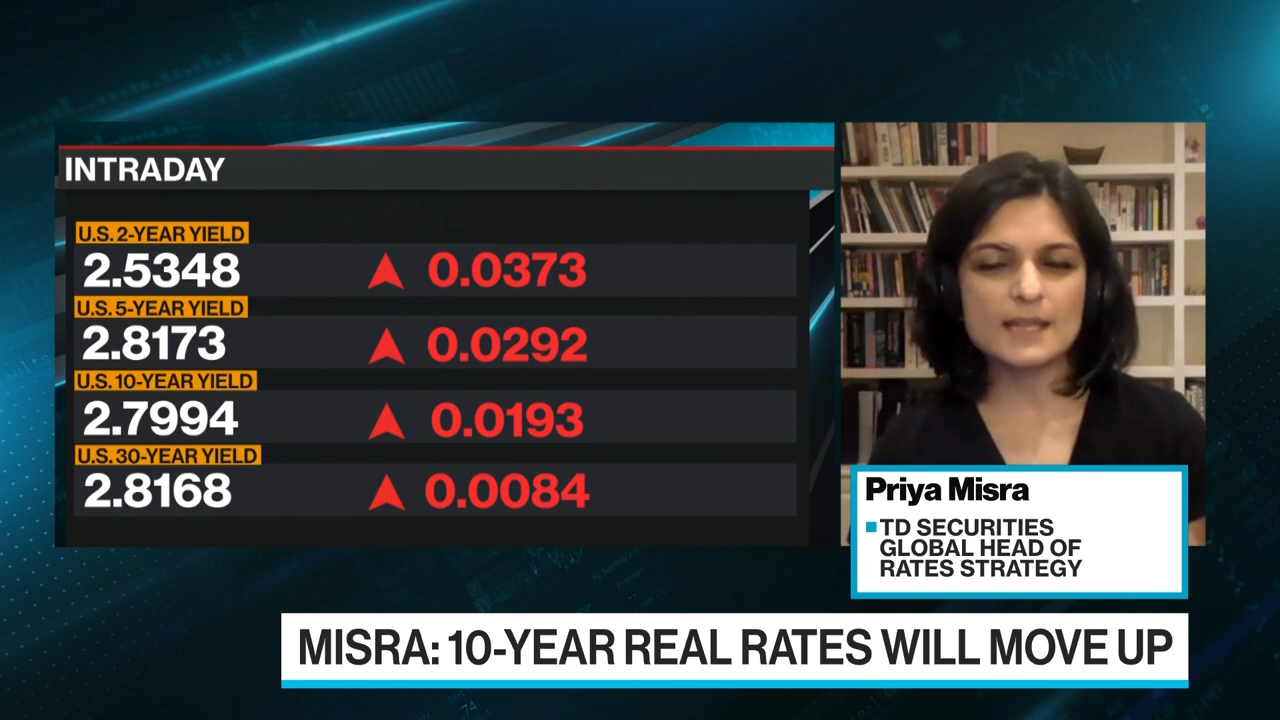 INTRADAY
U.S. 2-YEAR YIELD
2.5348 ▲ 0.0373
U.S. 5-YEAR YIELD
2.8173 ▲ 0.0292
U.S. 10-YEAR YIELD
2.7994 ▲ 0.0193
U.S. 30-YEAR YIELD
2.8168 ▲ 0.0084
Priya Misra
TD SECURITIES
GLOBAL HEAD OF
RATES STRATEGY
MISRA: 10-YEAR REAL RATES WILL MOVE UP
.74